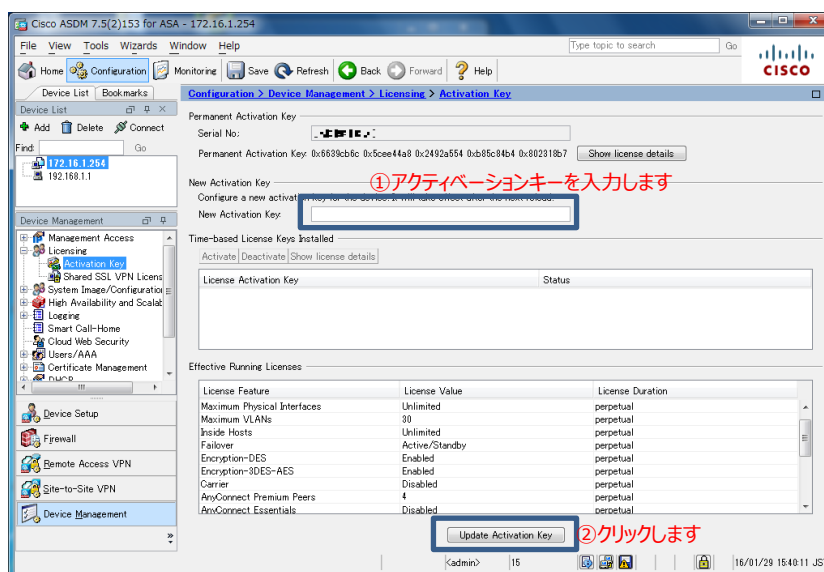 Cisco ASDM 7.5(2)153 for ASA - 172.16.1.254
File View Tools Wizards Window Help
Type topic to search Go
Home Configuration Monitoring Save Refresh Back Forward Help
CISCO
Device List Bookmarks
Configuration > Device Management > Licensing > Activation Key
Device List
Add Delete Connect
Find: Go
172.16.1.254
192.168.1.1
Permanent Activation Key
Serial No:
Permanent Activation Key: 0x6639cb6c 0x5cee44a8 0x2492a554 0xb85c84b4 0x802318b7 Show license details
New Activation Key
①アクティベーションキーを入力します
Configure a new activation key for the device. It will take effect after the next reload.
New Activation Key:
Device Management
Management Access
Licensing
Activation Key
Shared SSL VPN Licens
System Image/Configuration
High Availability and Scalab
Logging
Smart Call-Home
Cloud Web Security
Users/AAA
Certificate Management
DHCP
Time-based License Keys Installed
Activate Deactivate Show license details
License Activation Key Status
Effective Running Licenses
License Feature License Value License Duration
Maximum Physical Interfaces Unlimited perpetual
Maximum VLANs 30 perpetual
Inside Hosts Unlimited perpetual
Failover Active/Standby perpetual
Encryption-DES Enabled perpetual
Encryption-3DES-AES Enabled perpetual
Carrier Disabled perpetual
AnyConnect Premium Peers 4 perpetual
AnyConnect Essentials Disabled perpetual
Device Setup
Firewall
Remote Access VPN
Site-to-Site VPN
Device Management
Update Activation Key ②クリックします
<admin> 15 16/01/29 15:40:11 JS